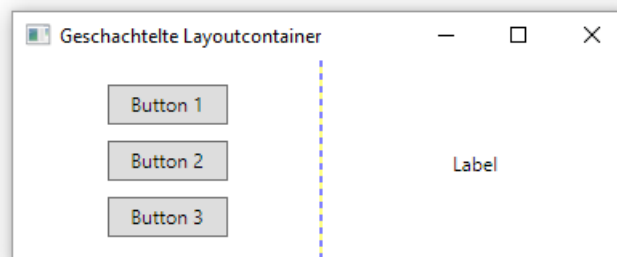 Geschachtelte Layoutcontainer
Button 1
Button 2
Label
Button 3